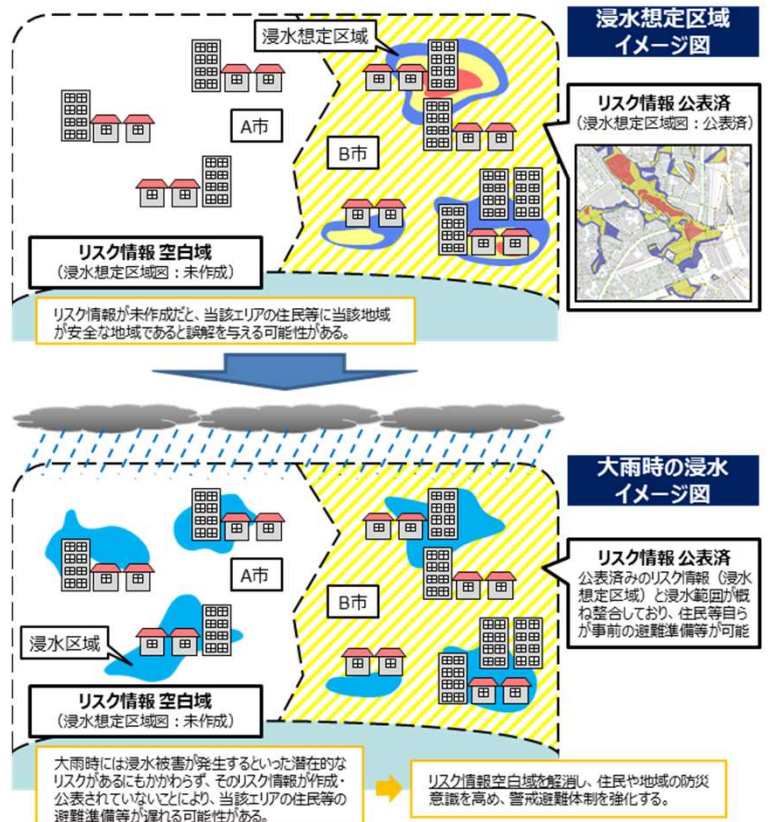 浸水想定区域
イメージ図
浸水想定区域
A市
B市
リスク情報 公表済
（浸水想定区域図：公表済）
リスク情報 空白域
（浸水想定区域図：未作成）
リスク情報が未作成だと、当該エリアの住民等に当該地域
が安全な地域であると誤解を与える可能性がある。
大雨時の浸水
イメージ図
A市
B市
浸水区域
リスク情報 公表済
公表済みのリスク情報（浸水
想定区域）と浸水範囲が概
ね整合しており、住民等自ら
が事前の避難準備等が可能
リスク情報 空白域
（浸水想定区域図：未作成）
大雨時には浸水被害が発生するといった潜在的な
リスクがあるにもかかわらず、そのリスク情報が作成・
公表されていないことにより、当該エリアの住民等の
避難準備等が遅れる可能性がある。
リスク情報空白域を解消し、住民や地域の防災
意識を高め、警戒避難体制を強化する。